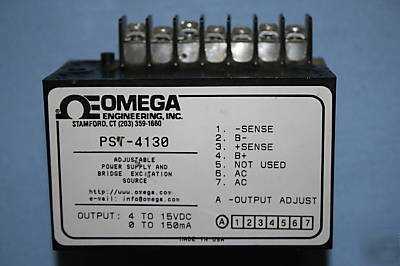 OMEGA
ENGINEERING, INC.
STAMFORD, CT (203) 359-1660
PST-4130
ADJUSTABLE
POWER SUPPLY AND
BRIDGE EXCITATION
SOURCE
http://www.omega.com
e-mail: info@omega.com
OUTPUT: 4 TO 15VDC
0 TO 150mA
1. -SENSE
2. B-
3. +SENSE
4. B+
5. NOT USED
6. AC
7. AC
A -OUTPUT ADJUST
A 1 2 3 4 5 6 7
MADE IN USA